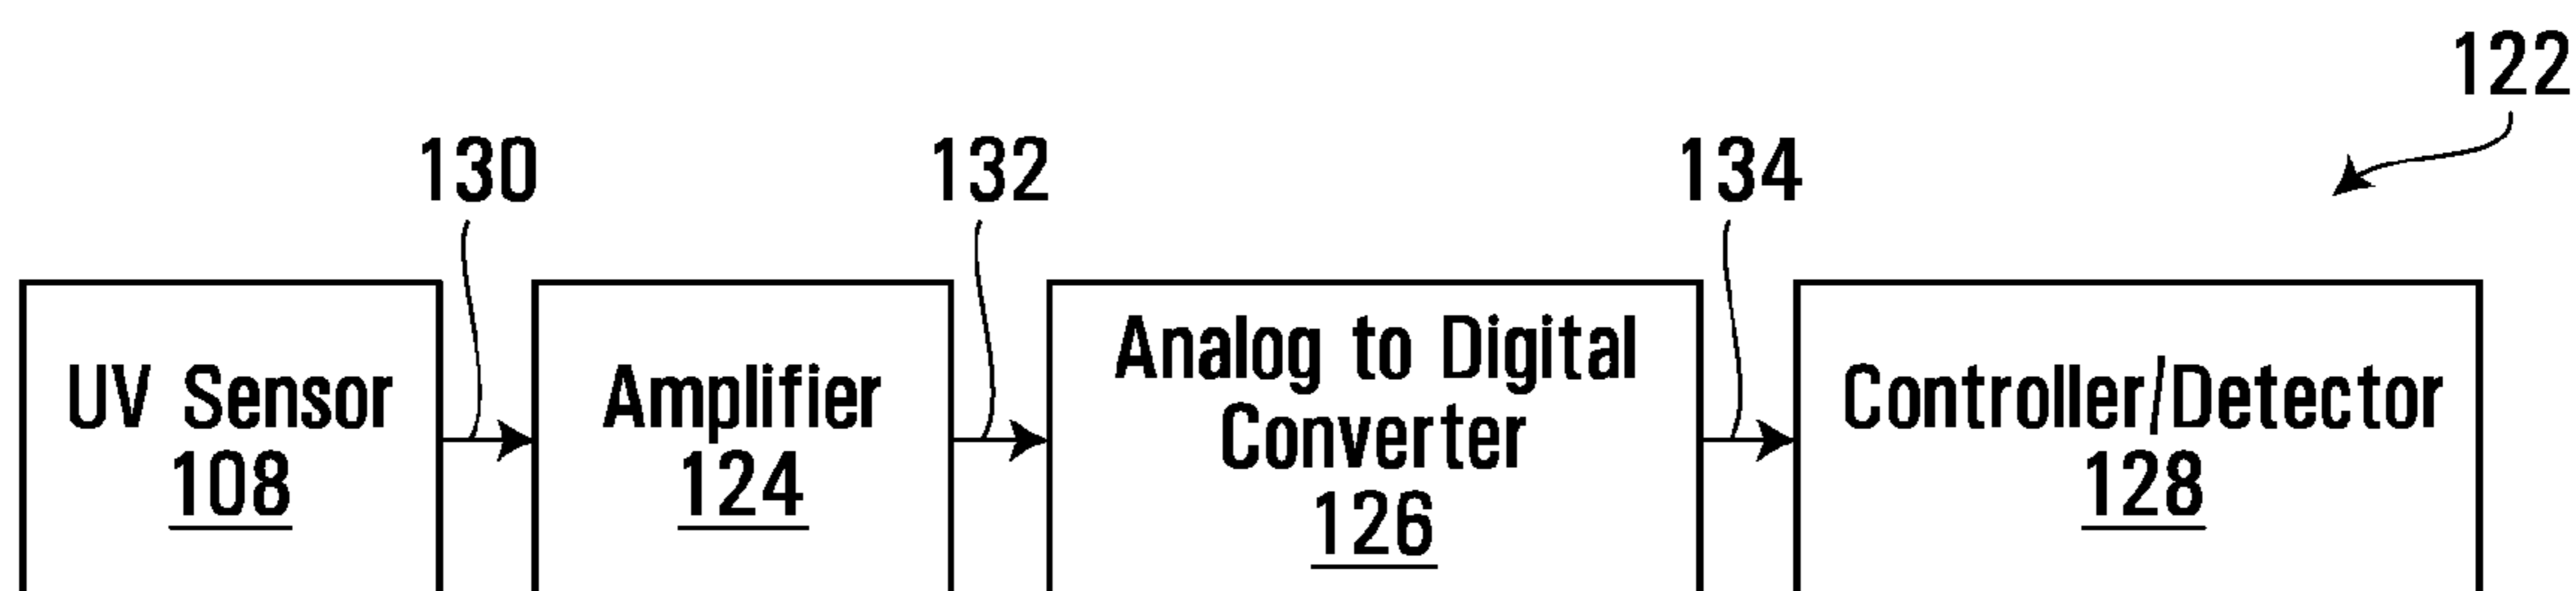 122
130
132
134
UV Sensor
108
Amplifier
124
Analog to Digital
Converter
126
Controller/Detector
128